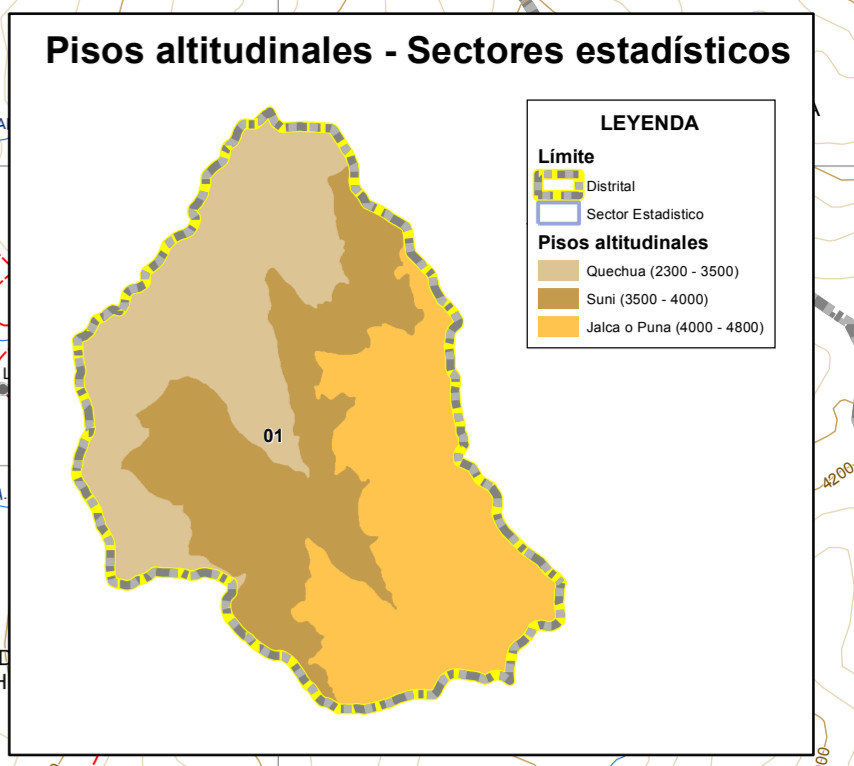 Pisos altitudinales - Sectores estadísticos
LEYENDA
Límite
Distrital
Sector Estadistico
Pisos altitudinales
Quechua (2300 - 3500)
Suni (3500 - 4000)
Jalca o Puna (4000 - 4800)
01
4200